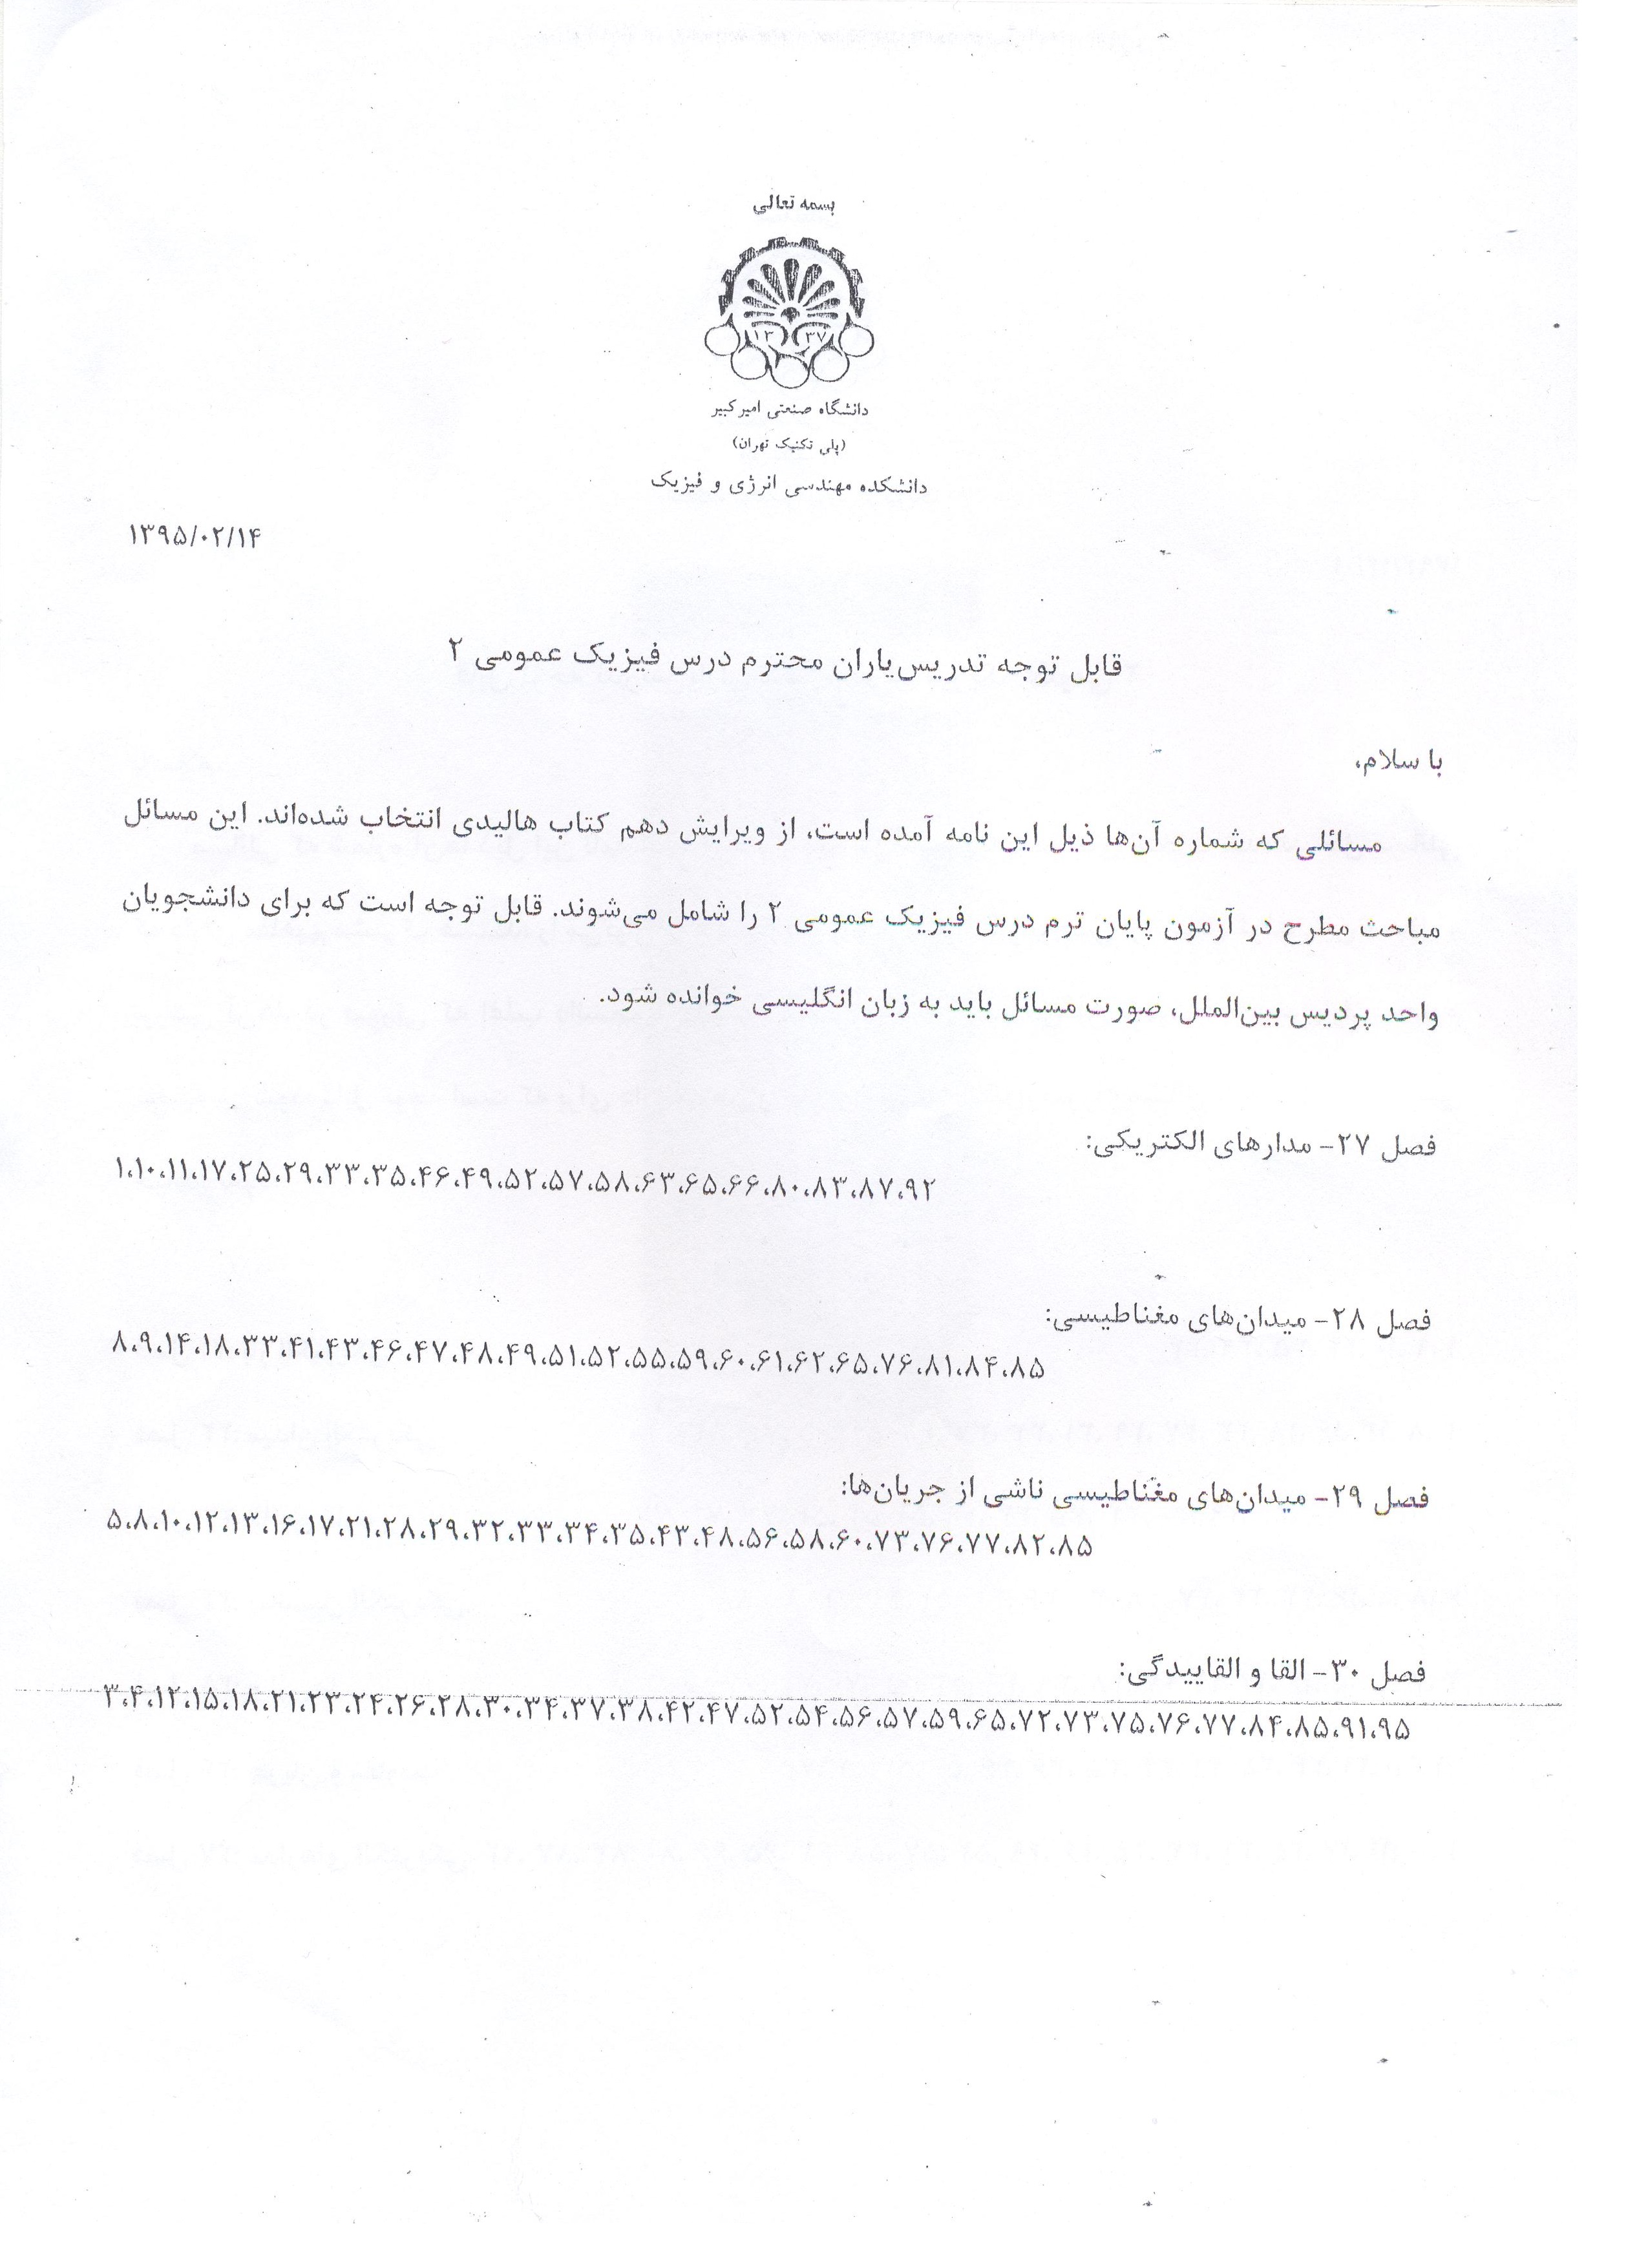 بسمه تعالی
۱۳ ۳۷
دانشگاه صنعتی امیرکبیر
(پلی تکنیک تهران)
دانشکده مهندسی انرژی و فیزیک
۱۳۹۵/۰۲/۱۴
قابل توجه تدریس‌یاران محترم درس فیزیک عمومی ۲
با سلام،
مسائلی که شماره آن‌ها ذیل این نامه آمده است، از ویرایش دهم کتاب هالیدی انتخاب شده‌اند. این مسائل
مباحث مطرح در آزمون پایان ترم درس فیزیک عمومی ۲ را شامل می‌شوند. قابل توجه است که برای دانشجویان
واحد پردیس بین‌الملل، صورت مسائل باید به زبان انگلیسی خوانده شود.
فصل ۲۷- مدارهای الکتریکی:
۱،۱۰،۱۱،۱۷،۲۵،۲۹،۳۳،۳۵،۴۶،۴۹،۵۲،۵۷،۵۸،۶۳،۶۵،۶۶،۸۰،۸۳،۸۷،۹۲
فصل ۲۸- میدان‌های مغناطیسی:
۸،۹،۱۴،۱۸،۳۳،۴۱،۴۳،۴۶،۴۷،۴۸،۴۹،۵۱،۵۲،۵۵،۵۹،۶۰،۶۱،۶۲،۶۵،۷۶،۸۱،۸۴،۸۵
فصل ۲۹- میدان‌های مغناطیسی ناشی از جریان‌ها:
۵،۸،۱۰،۱۲،۱۳،۱۶،۱۷،۲۱،۲۸،۲۹،۳۲،۳۳،۳۴،۳۵،۴۳،۴۸،۵۶،۵۸،۶۰،۷۳،۷۶،۷۷،۸۲،۸۵
فصل ۳۰- القا و القاییدگی:
۳،۴،۱۲،۱۵،۱۸،۲۱،۲۳،۲۴،۲۶،۲۸،۳۰،۳۴،۳۷،۳۸،۴۲،۴۷،۵۲،۵۴،۵۶،۵۷،۵۹،۶۵،۷۲،۷۳،۷۵،۷۶،۷۷،۸۴،۸۵،۹۱،۹۵